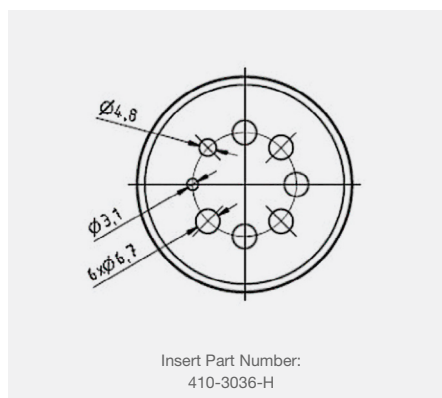 Ø4,8
Ø3,1
6xØ6,7
Insert Part Number:
410-3036-H